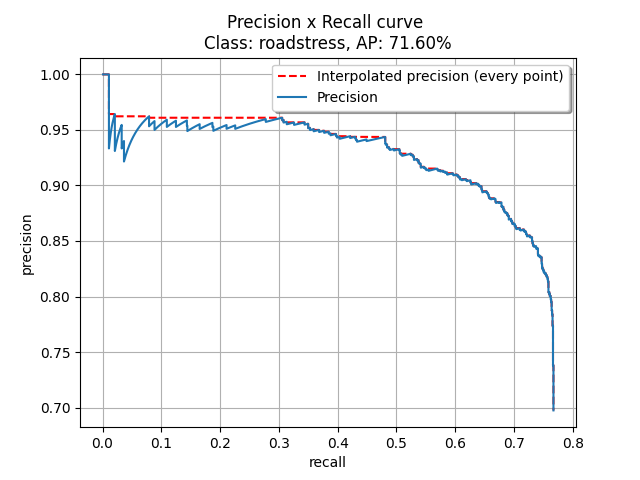 Precision x Recall curve
Class: roadstress, AP: 71.60%
Interpolated precision (every point)
Precision
1.00
0.95
0.90
0.85
0.80
0.75
0.70
precision
0.0 0.1 0.2 0.3 0.4 0.5 0.6 0.7 0.8
recall